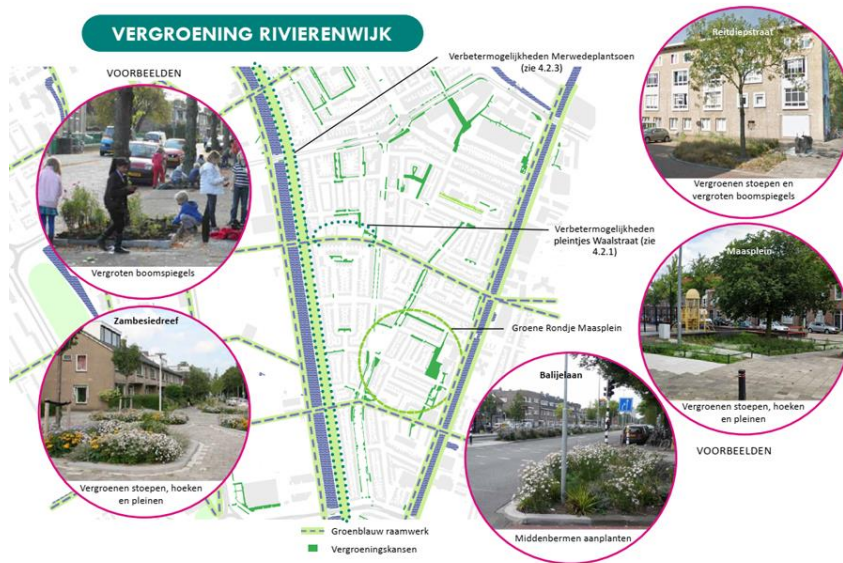 VERGROENING RIVIERENWIJK
VOORBEELDEN
Vergroten boomspiegels
Zambesiedreef
Vergroenen stoepen, hoeken
en pleinen
Verbetermogelijkheden Merwedeplantsoen
(zie 4.2.3)
Verbetermogelijkheden
pleintjes Waalstraat (zie
4.2.1)
Groene Rondje Maasplein
Reitdiepstraat
Vergroenen stoepen en
vergroten boomspiegels
Maasplein
Vergroenen stoepen, hoeken
en pleinen
VOORBEELDEN
Balijelaan
Middenbermen aanplanten
Groenblauw raamwerk
Vergroeningskansen